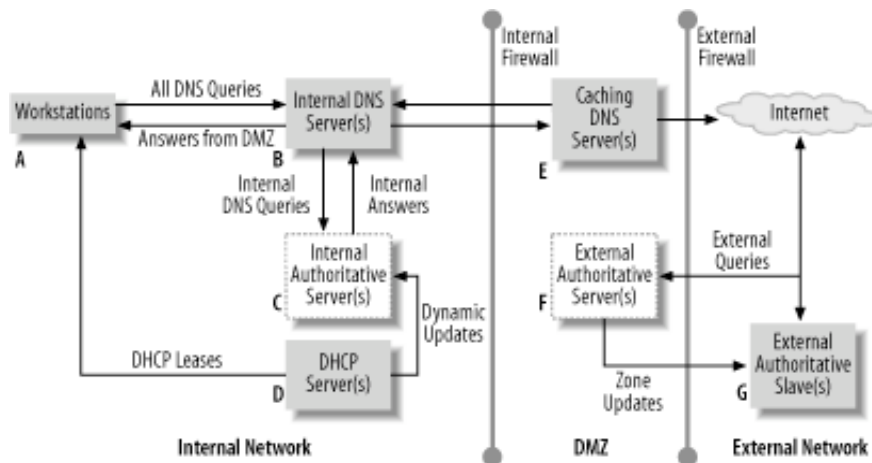 Internal
Firewall
External
Firewall
All DNS Queries
Workstations
A
Answers from DMZ
Internal DNS
Server(s)
B
Caching
DNS
Server(s)
E
Internet
Internal
DNS Queries
Internal
Answers
Internal
Authoritative
Server(s)
C
Dynamic
Updates
External
Authoritative
Server(s)
F
External
Queries
DHCP Leases
DHCP
Server(s)
D
Zone
Updates
External
Authoritative
Slave(s)
G
Internal Network
DMZ
External Network